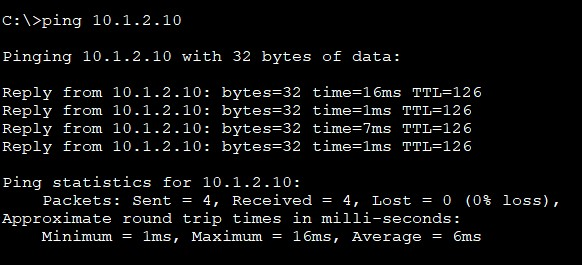 C:\>ping 10.1.2.10
Pinging 10.1.2.10 with 32 bytes of data:
Reply from 10.1.2.10: bytes=32 time=16ms TTL=126
Reply from 10.1.2.10: bytes=32 time=1ms TTL=126
Reply from 10.1.2.10: bytes=32 time=7ms TTL=126
Reply from 10.1.2.10: bytes=32 time=1ms TTL=126
Ping statistics for 10.1.2.10:
Packets: Sent = 4, Received = 4, Lost = 0 (0% loss),
Approximate round trip times in milli-seconds:
Minimum = 1ms, Maximum = 16ms, Average = 6ms